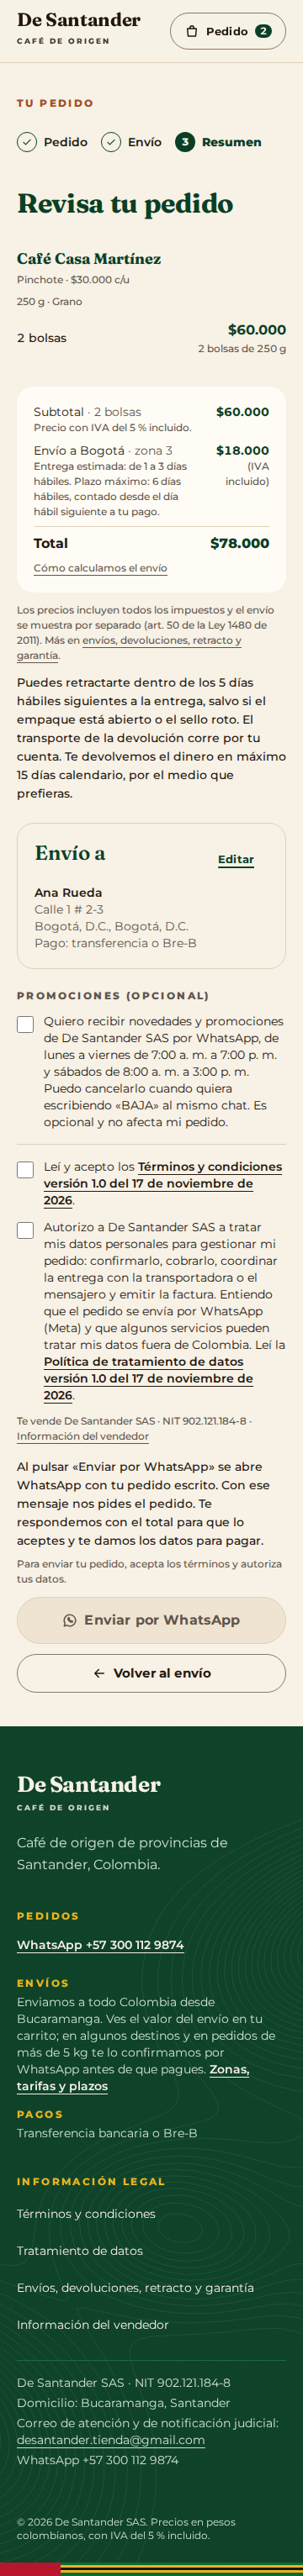 De Santander
CAFÉ DE ORIGEN
Pedido 2
TU PEDIDO
Pedido
Envío
3 Resumen
Revisa tu pedido
Café Casa Martínez
Pinchote · $30.000 c/u
250 g · Grano
2 bolsas
$60.000
2 bolsas de 250 g
Subtotal · 2 bolsas
$60.000
Precio con IVA del 5 % incluido.
Envío a Bogotá · zona 3
$18.000
Entrega estimada: de 1 a 3 días
hábiles. Plazo máximo: 6 días
hábiles, contado desde el día
hábil siguiente a tu pago.
(IVA
incluido)
Total
$78.000
Cómo calculamos el envío
Los precios incluyen todos los impuestos y el envío
se muestra por separado (art. 50 de la Ley 1480 de
2011). Más en envíos, devoluciones, retracto y
garantía.
Puedes retractarte dentro de los 5 días
hábiles siguientes a la entrega, salvo si el
empaque está abierto o el sello roto. El
transporte de la devolución corre por tu
cuenta. Te devolvemos el dinero en máximo
15 días calendario, por el medio que
prefieras.
Envío a
Editar
Ana Rueda
Calle 1 # 2-3
Bogotá, D.C., Bogotá, D.C.
Pago: transferencia o Bre-B
PROMOCIONES (OPCIONAL)
Quiero recibir novedades y promociones
de De Santander SAS por WhatsApp, de
lunes a viernes de 7:00 a. m. a 7:00 p. m.
y sábados de 8:00 a. m. a 3:00 p. m.
Puedo cancelarlo cuando quiera
escribiendo «BAJA» al mismo chat. Es
opcional y no afecta mi pedido.
Leí y acepto los Términos y condiciones
versión 1.0 del 17 de noviembre de
2026.
Autorizo a De Santander SAS a tratar
mis datos personales para gestionar mi
pedido: confirmarlo, cobrarlo, coordinar
la entrega con la transportadora o el
mensajero y emitir la factura. Entiendo
que el pedido se envía por WhatsApp
(Meta) y que algunos servicios pueden
tratar mis datos fuera de Colombia. Leí la
Política de tratamiento de datos
versión 1.0 del 17 de noviembre de
2026.
Te vende De Santander SAS · NIT 902.121.184-8 ·
Información del vendedor
Al pulsar «Enviar por WhatsApp» se abre
WhatsApp con tu pedido escrito. Con ese
mensaje nos pides el pedido. Te
respondemos con el total para que lo
aceptes y te damos los datos para pagar.
Para enviar tu pedido, acepta los términos y autoriza
tus datos.
Enviar por WhatsApp
Volver al envío
De Santander
CAFÉ DE ORIGEN
Café de origen de provincias de
Santander, Colombia.
PEDIDOS
WhatsApp +57 300 112 9874
ENVÍOS
Enviamos a todo Colombia desde
Bucaramanga. Ves el valor del envío en tu
carrito; en algunos destinos y en pedidos de
más de 5 kg te lo confirmamos por
WhatsApp antes de que pagues. Zonas,
tarifas y plazos
PAGOS
Transferencia bancaria o Bre-B
INFORMACIÓN LEGAL
Términos y condiciones
Tratamiento de datos
Envíos, devoluciones, retracto y garantía
Información del vendedor
De Santander SAS · NIT 902.121.184-8
Domicilio: Bucaramanga, Santander
Correo de atención y de notificación judicial:
desantander.tienda@gmail.com
WhatsApp +57 300 112 9874
© 2026 De Santander SAS. Precios en pesos
colombianos, con IVA del 5 % incluido.